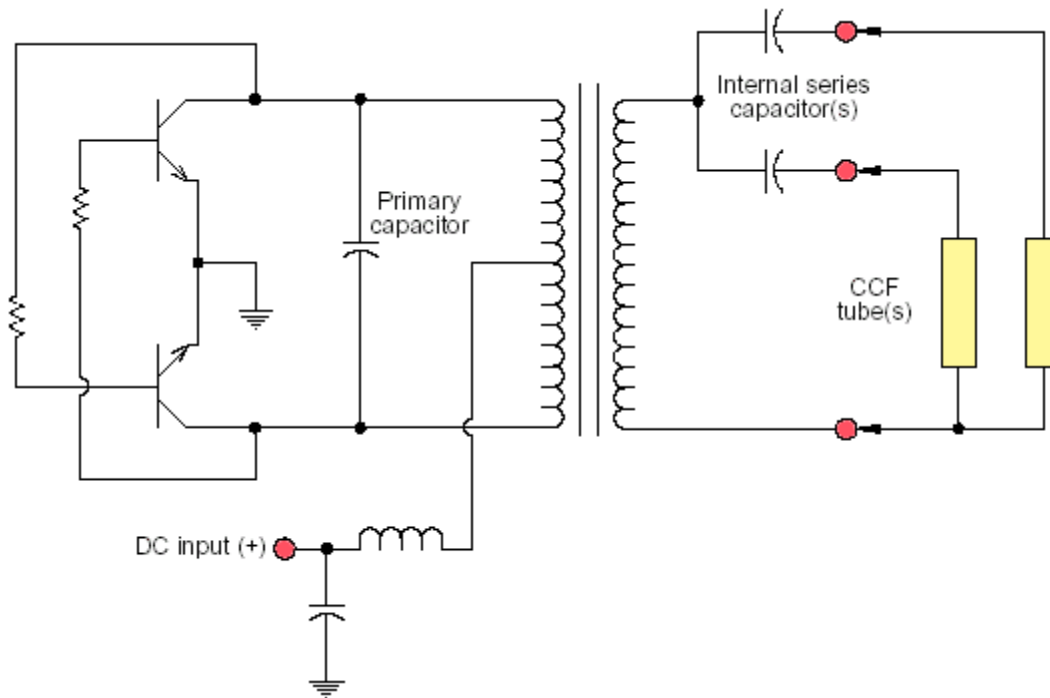 Internal series
capacitor(s)
Primary
capacitor
CCF
tube(s)
DC input (+)